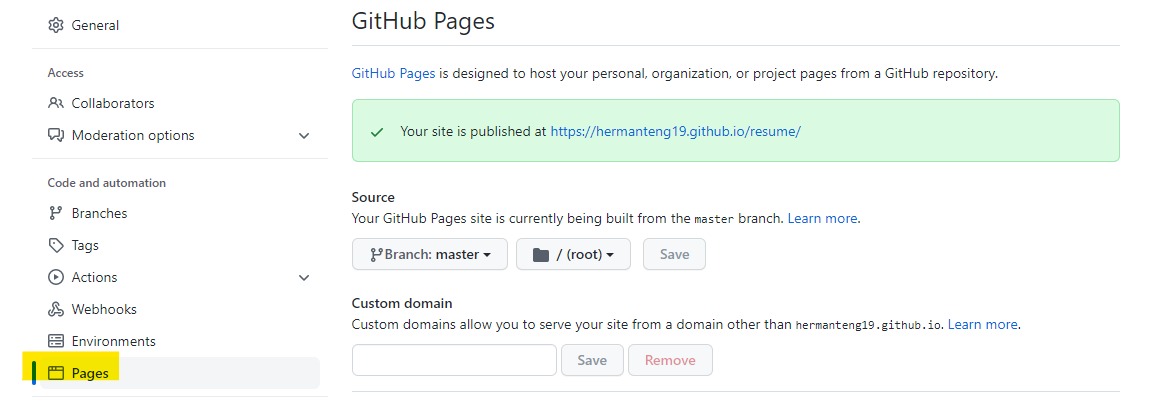 General
Access
Collaborators
Moderation options
Code and automation
Branches
Tags
Actions
Webhooks
Environments
Pages
GitHub Pages
GitHub Pages is designed to host your personal, organization, or project pages from a GitHub repository.
Your site is published at https://hermanteng19.github.io/resume/
Source
Your GitHub Pages site is currently being built from the master branch. Learn more.
Branch: master / (root) Save
Custom domain
Custom domains allow you to serve your site from a domain other than hermanteng19.github.io. Learn more.
Save Remove